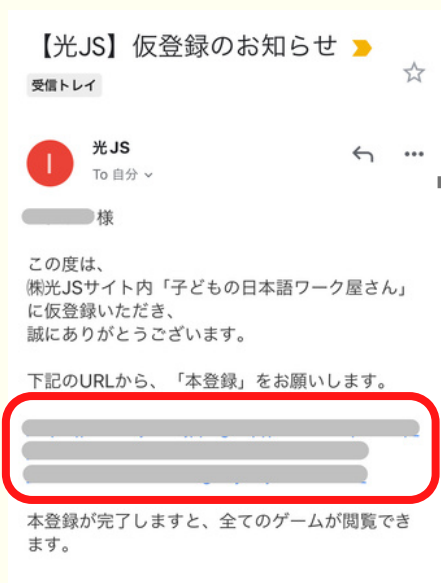 【光JS】仮登録のお知らせ
受信トレイ
I
光JS
To 自分
様
この度は、
㈱光JSサイト内「子どもの日本語ワーク屋さん」
に仮登録いただき、
誠にありがとうございます。
下記のURLから、「本登録」をお願いします。
本登録が完了しますと、全てのゲームが閲覧でき
ます。